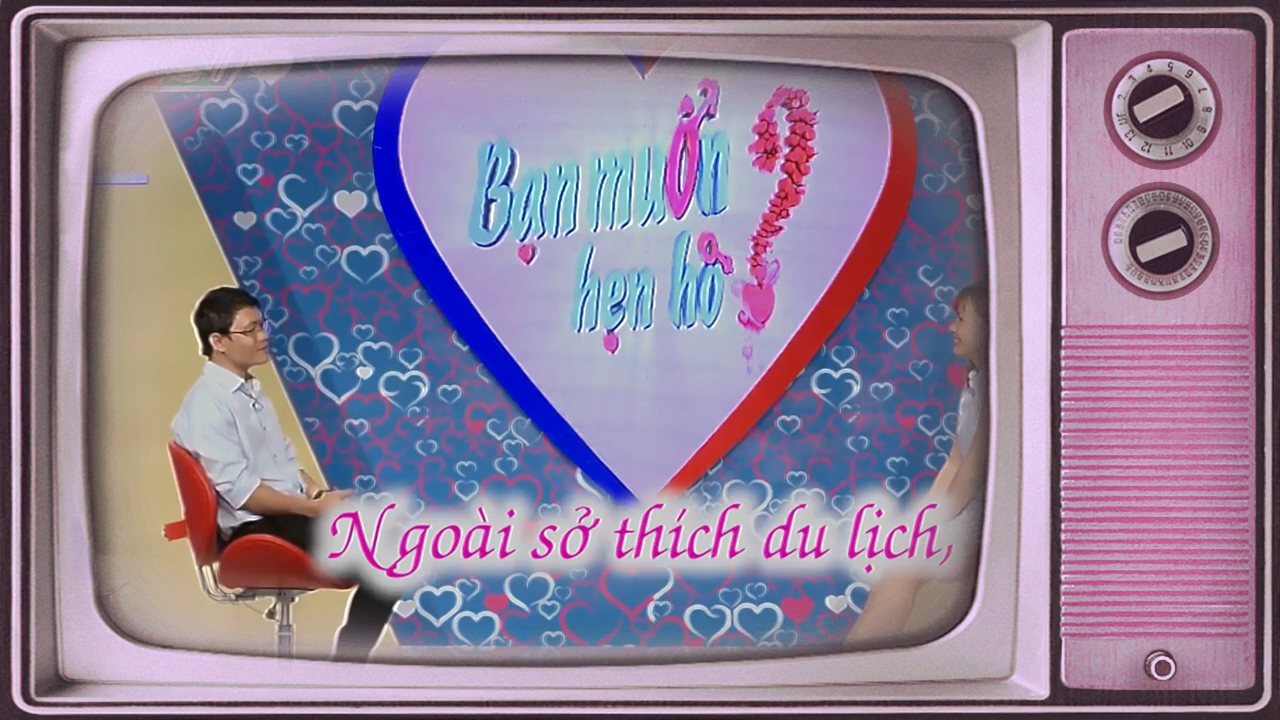 Bạn muốn
hẹn hò?
Ngoài sở thích du lịch,